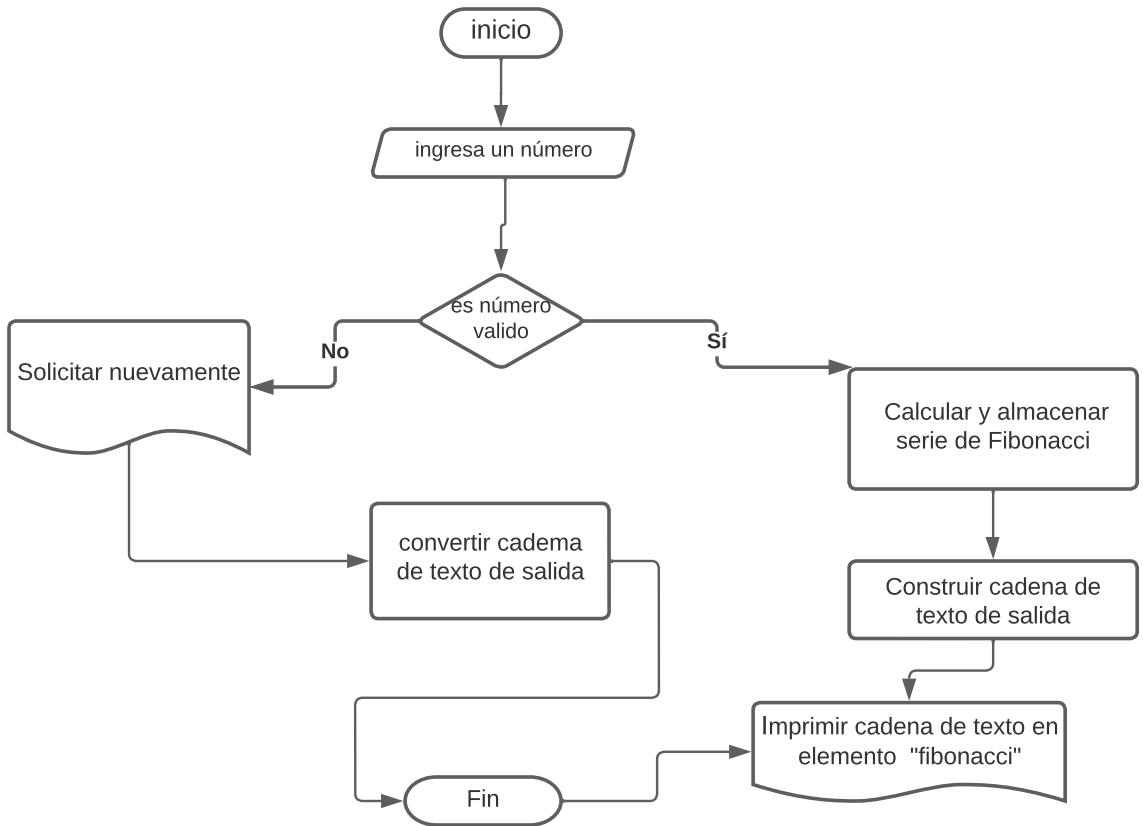 inicio
ingresa un número
es número
valido
No
Sí
Solicitar nuevamente
Calcular y almacenar
serie de Fibonacci
convertir cadema
de texto de salida
Construir cadena de
texto de salida
Imprimir cadena de texto en
elemento "fibonacci"
Fin